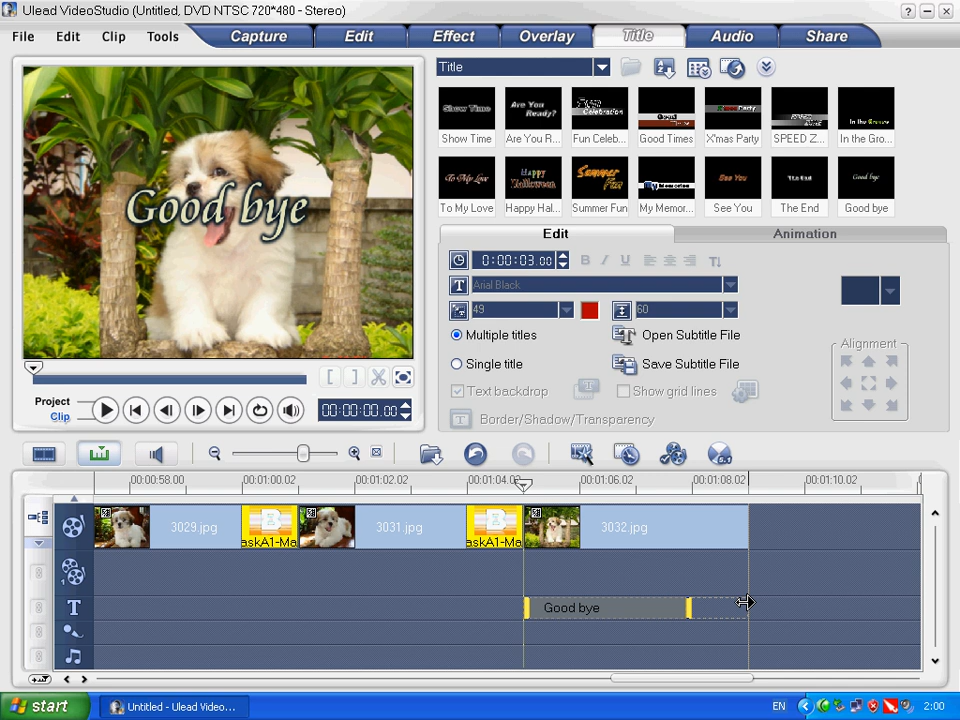 Ulead VideoStudio (Untitled, DVD NTSC 720*480 - Stereo)
File Edit Clip Tools Capture Edit Effect Overlay Title Audio Share
Title
Good bye
Show Time Are You R... Fun Celeb... Good Times X'mas Party SPEED Z... In the Gro...
To My Love Happy Hal... Summer Fun My Memor... See You The End Good bye
Edit Animation
0:00:03.00 B I U
Arial Black
49 60
Multiple titles Open Subtitle File
Single title Save Subtitle File
Text backdrop Show grid lines
Border/Shadow/Transparency
Alignment
Project
Clip
00:00:00.00
00:00:58.00 00:01:00.02 00:01:02.02 00:01:04.02 00:01:06.02 00:01:08.02 00:01:10.02
3029.jpg askA1-Ma 3031.jpg askA1-Ma 3032.jpg
T Good bye
start Untitled - Ulead Video... EN 2:00